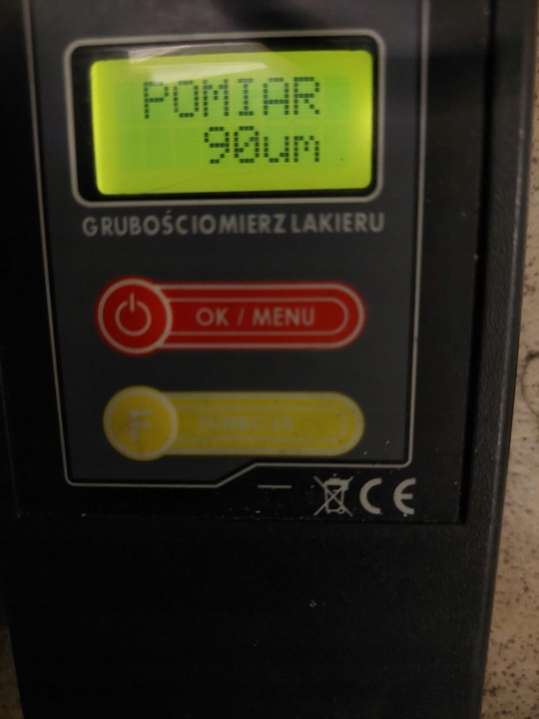 POMIAR
90um
GRUBOŚCIOMIERZ LAKIERU
OK / MENU
F
CE